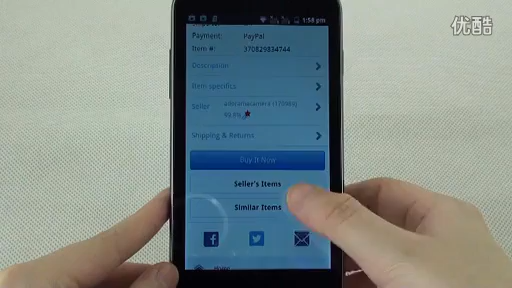 优酷
1:58 pm
Payment: PayPal
Item #: 370829834744
Description
Item specifics
Seller
Shipping & Returns
Buy It Now
Seller's Items
Similar Items
Home